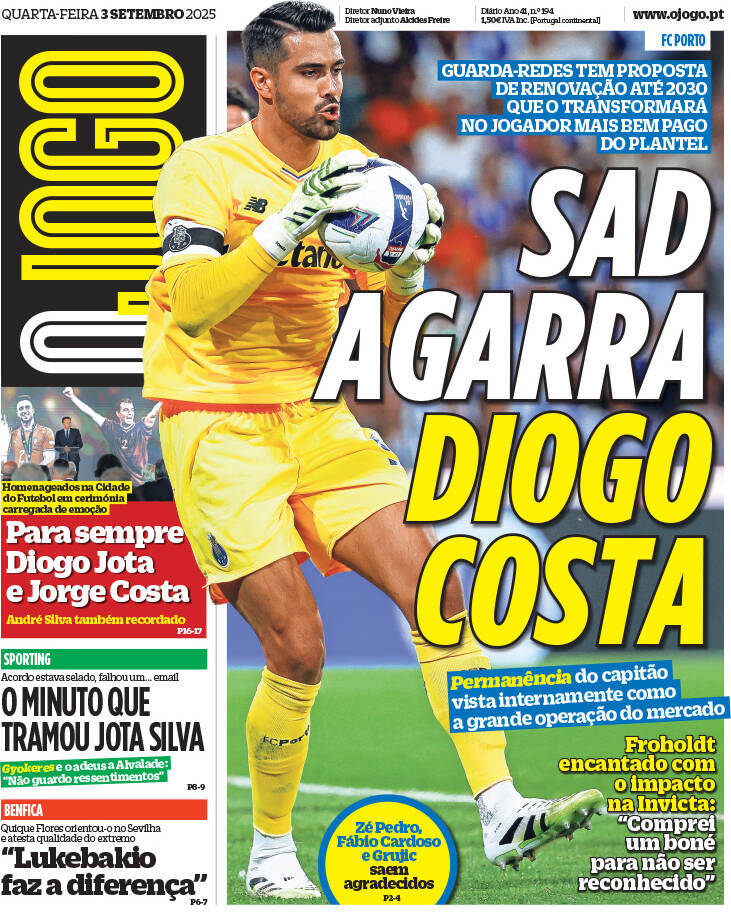 QUARTA-FEIRA 3 SETEMBRO 2025
Diretor Nuno Vieira
Diretor adjunto Alcides Freire
Diário Ano 41, n.º 194
1,50€ IVA Inc. [Portugal continental]
www.ojogo.pt
O JOGO
FC PORTO
GUARDA-REDES TEM PROPOSTA
DE RENOVAÇÃO ATÉ 2030
QUE O TRANSFORMARÁ
NO JOGADOR MAIS BEM PAGO
DO PLANTEL
SAD
AGARRA
DIOGO
COSTA
Permanência do capitão
vista internamente como
a grande operação do mercado
Froholdt
encantado com
o impacto
na Invicta:
“Comprei
um boné
para não ser
reconhecido”
Zé Pedro,
Fábio Cardoso
e Grujic
saem
agradecidos
P2-4
Homenageados na Cidade
do Futebol em cerimónia
carregada de emoção
Para sempre
Diogo Jota
e Jorge Costa
André Silva também recordado
P16-17
SPORTING
Acordo estava selado, falhou um... email
O MINUTO QUE
TRAMOU JOTA SILVA
Gyokeres e o adeus a Alvalade:
“Não guardo ressentimentos”
P8-9
BENFICA
Quique Flores orientou-o no Sevilha
e atesta qualidade do extremo
“Lukebakio
faz a diferença”
P6-7
new balance
FC Porto
2